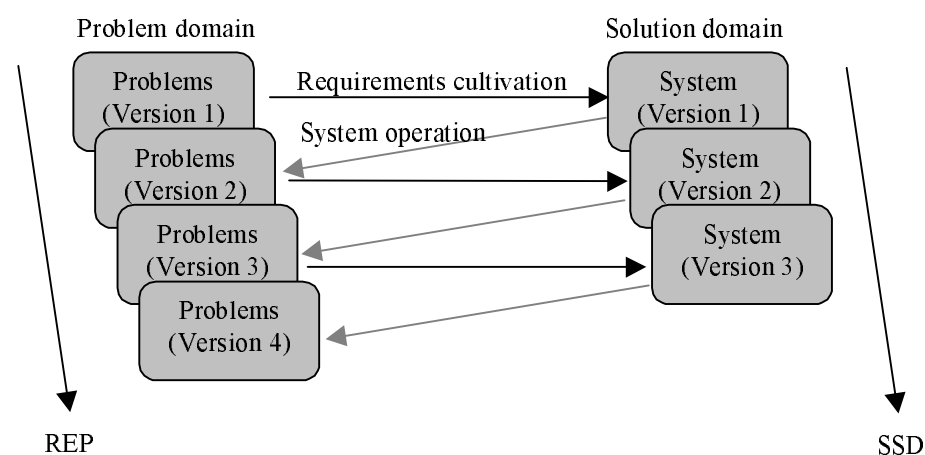 Problem domain
Solution domain
Problems
(Version 1)
Requirements cultivation
System
(Version 1)
System operation
Problems
(Version 2)
System
(Version 2)
Problems
(Version 3)
System
(Version 3)
Problems
(Version 4)
REP
SSD